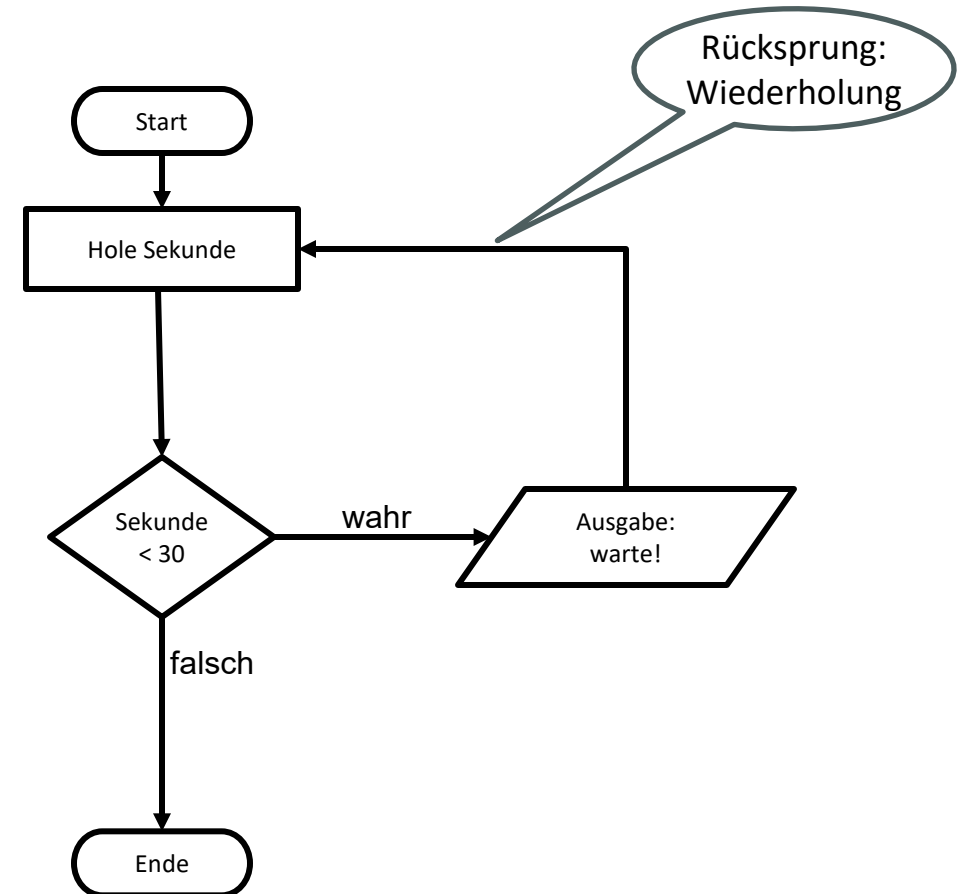 Rücksprung:
Wiederholung
Start
Hole Sekunde
Sekunde
< 30
wahr
Ausgabe:
warte!
falsch
Ende